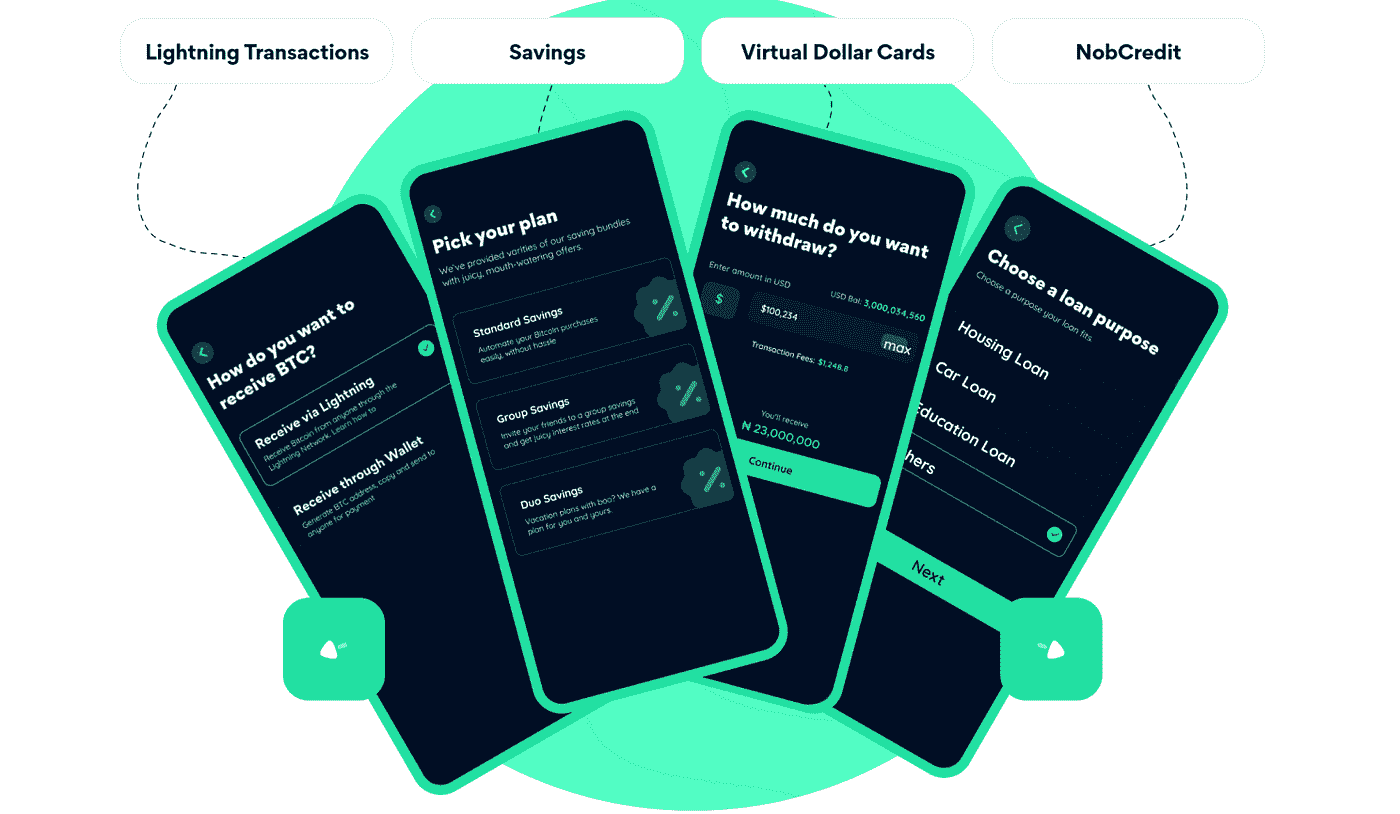 Lightning Transactions
Savings
Virtual Dollar Cards
NobCredit
How do you want to
receive BTC?
Receive via Lightning
Receive Bitcoin from anyone through the
Lightning Network. Learn how to
Receive through Wallet
Generate BTC address, copy and send to
anyone for payment
Pick your plan
We've provided varities of our saving bundles
with juicy, mouth-watering offers.
Standard Savings
Automate your Bitcoin purchases
easily, without hassle
Group Savings
Invite your friends to a group savings
and get juicy interest rates at the end
Duo Savings
Vacation plans with boo? We have a
plan for you and yours.
How much do you want
to withdraw?
Enter amount in USD
USD Bal: 3,000,034,560
$
$100,234
max
Transaction Fees: $1,248.8
You'll receive
₦ 23,000,000
Continue
Choose a loan purpose
Choose a purpose your loan fits.
Housing Loan
Car Loan
Education Loan
hers
Next